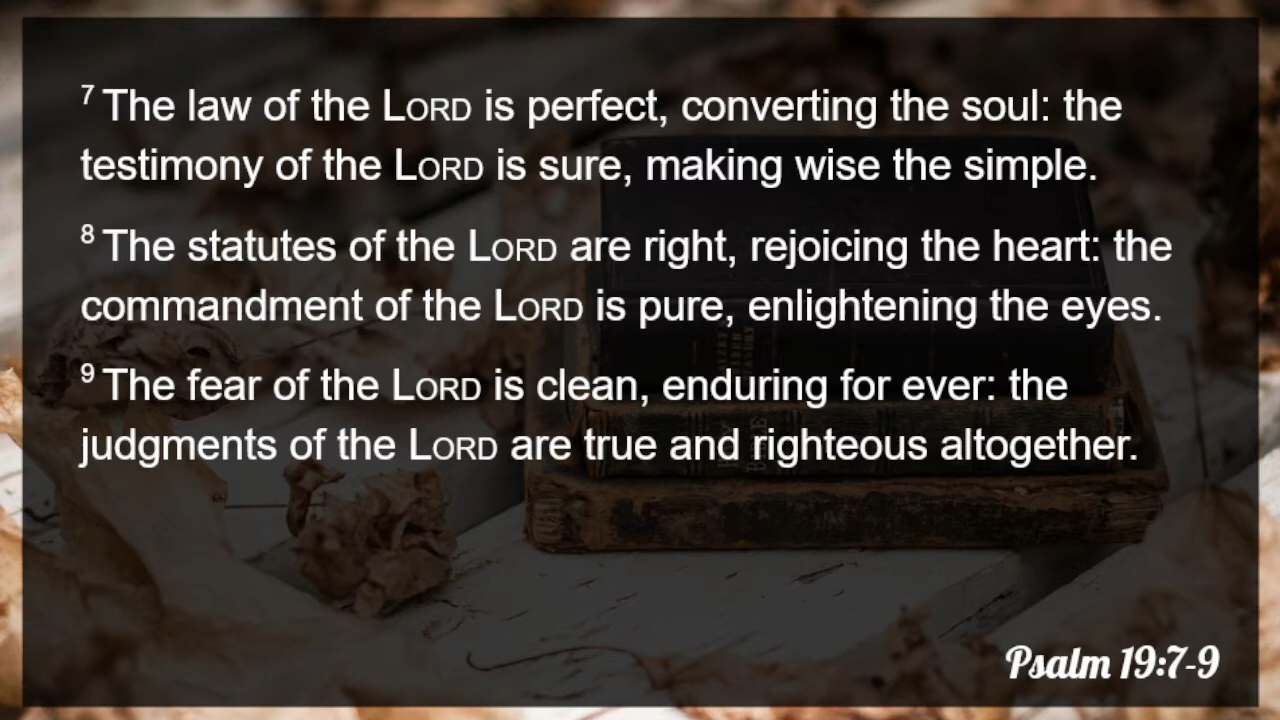 7 The law of the LORD is perfect, converting the soul: the
testimony of the LORD is sure, making wise the simple.
8 The statutes of the LORD are right, rejoicing the heart: the
commandment of the LORD is pure, enlightening the eyes.
9 The fear of the LORD is clean, enduring for ever: the
judgments of the LORD are true and righteous altogether.
Psalm 19:7-9